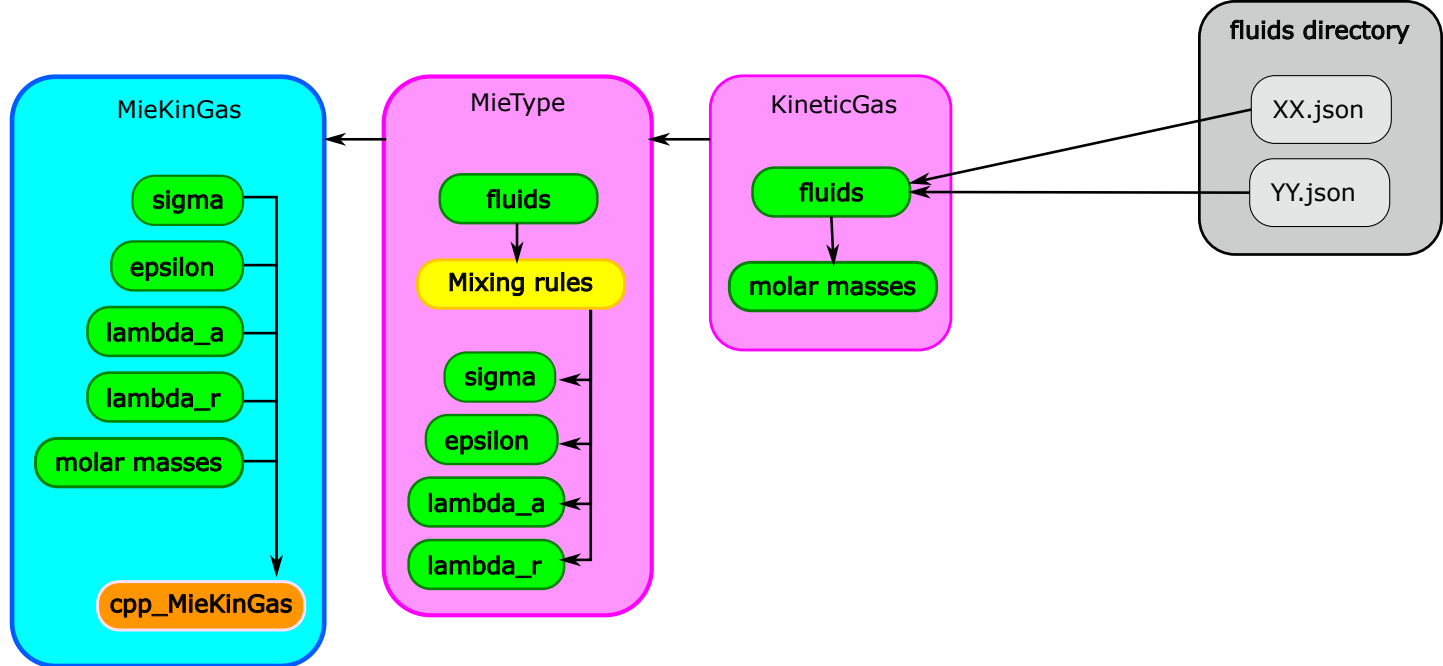 MieKinGas
sigma
epsilon
lambda_a
lambda_r
molar masses
cpp_MieKinGas
MieType
fluids
Mixing rules
sigma
epsilon
lambda_a
lambda_r
KineticGas
fluids
molar masses
fluids directory
XX.json
YY.json